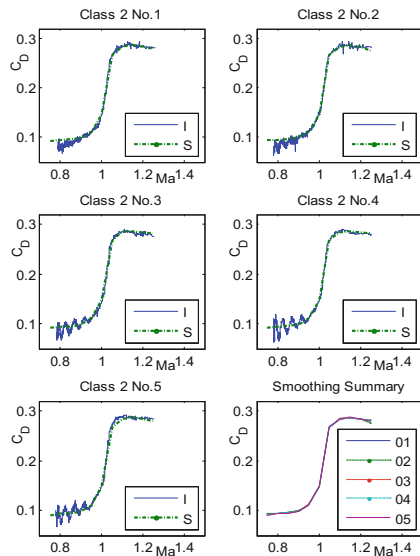 Class 2 No.1
Class 2 No.2
C_D
0.3
0.2
0.1
I
S
0.8 1 1.2 Ma 1.4
C_D
0.3
0.2
0.1
I
S
0.8 1 1.2 Ma 1.4
Class 2 No.3
Class 2 No.4
C_D
0.3
0.2
0.1
I
S
0.8 1 1.2 Ma 1.4
C_D
0.3
0.2
0.1
I
S
0.8 1 1.2 Ma 1.4
Class 2 No.5
Smoothing Summary
C_D
0.3
0.2
0.1
I
S
0.8 1 1.2 Ma 1.4
C_D
0.3
0.2
0.1
01
02
03
04
05
0.8 1 1.2 Ma 1.4